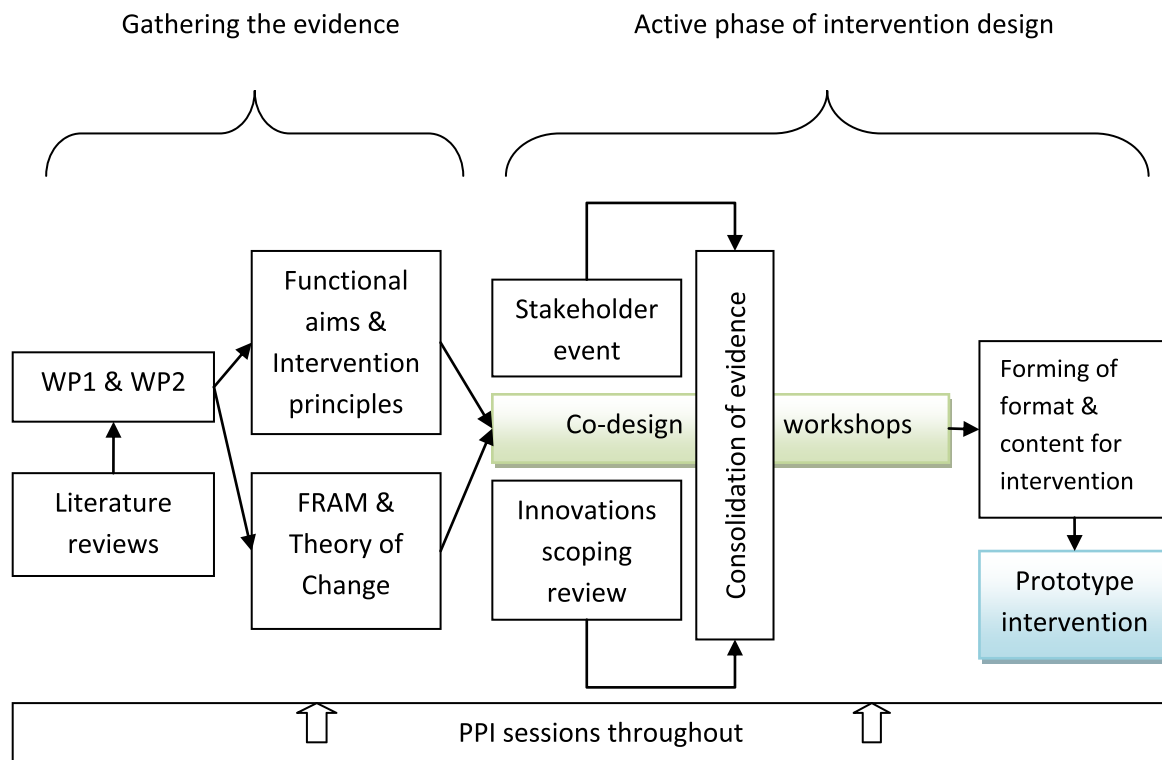 Gathering the evidence
Active phase of intervention design
WP1 & WP2
Literature
reviews
Functional
aims &
Intervention
principles
FRAM &
Theory of
Change
Stakeholder
event
Co-design workshops
Innovations
scoping
review
Consolidation of evidence
Forming of
format &
content for
intervention
Prototype
intervention
PPI sessions throughout